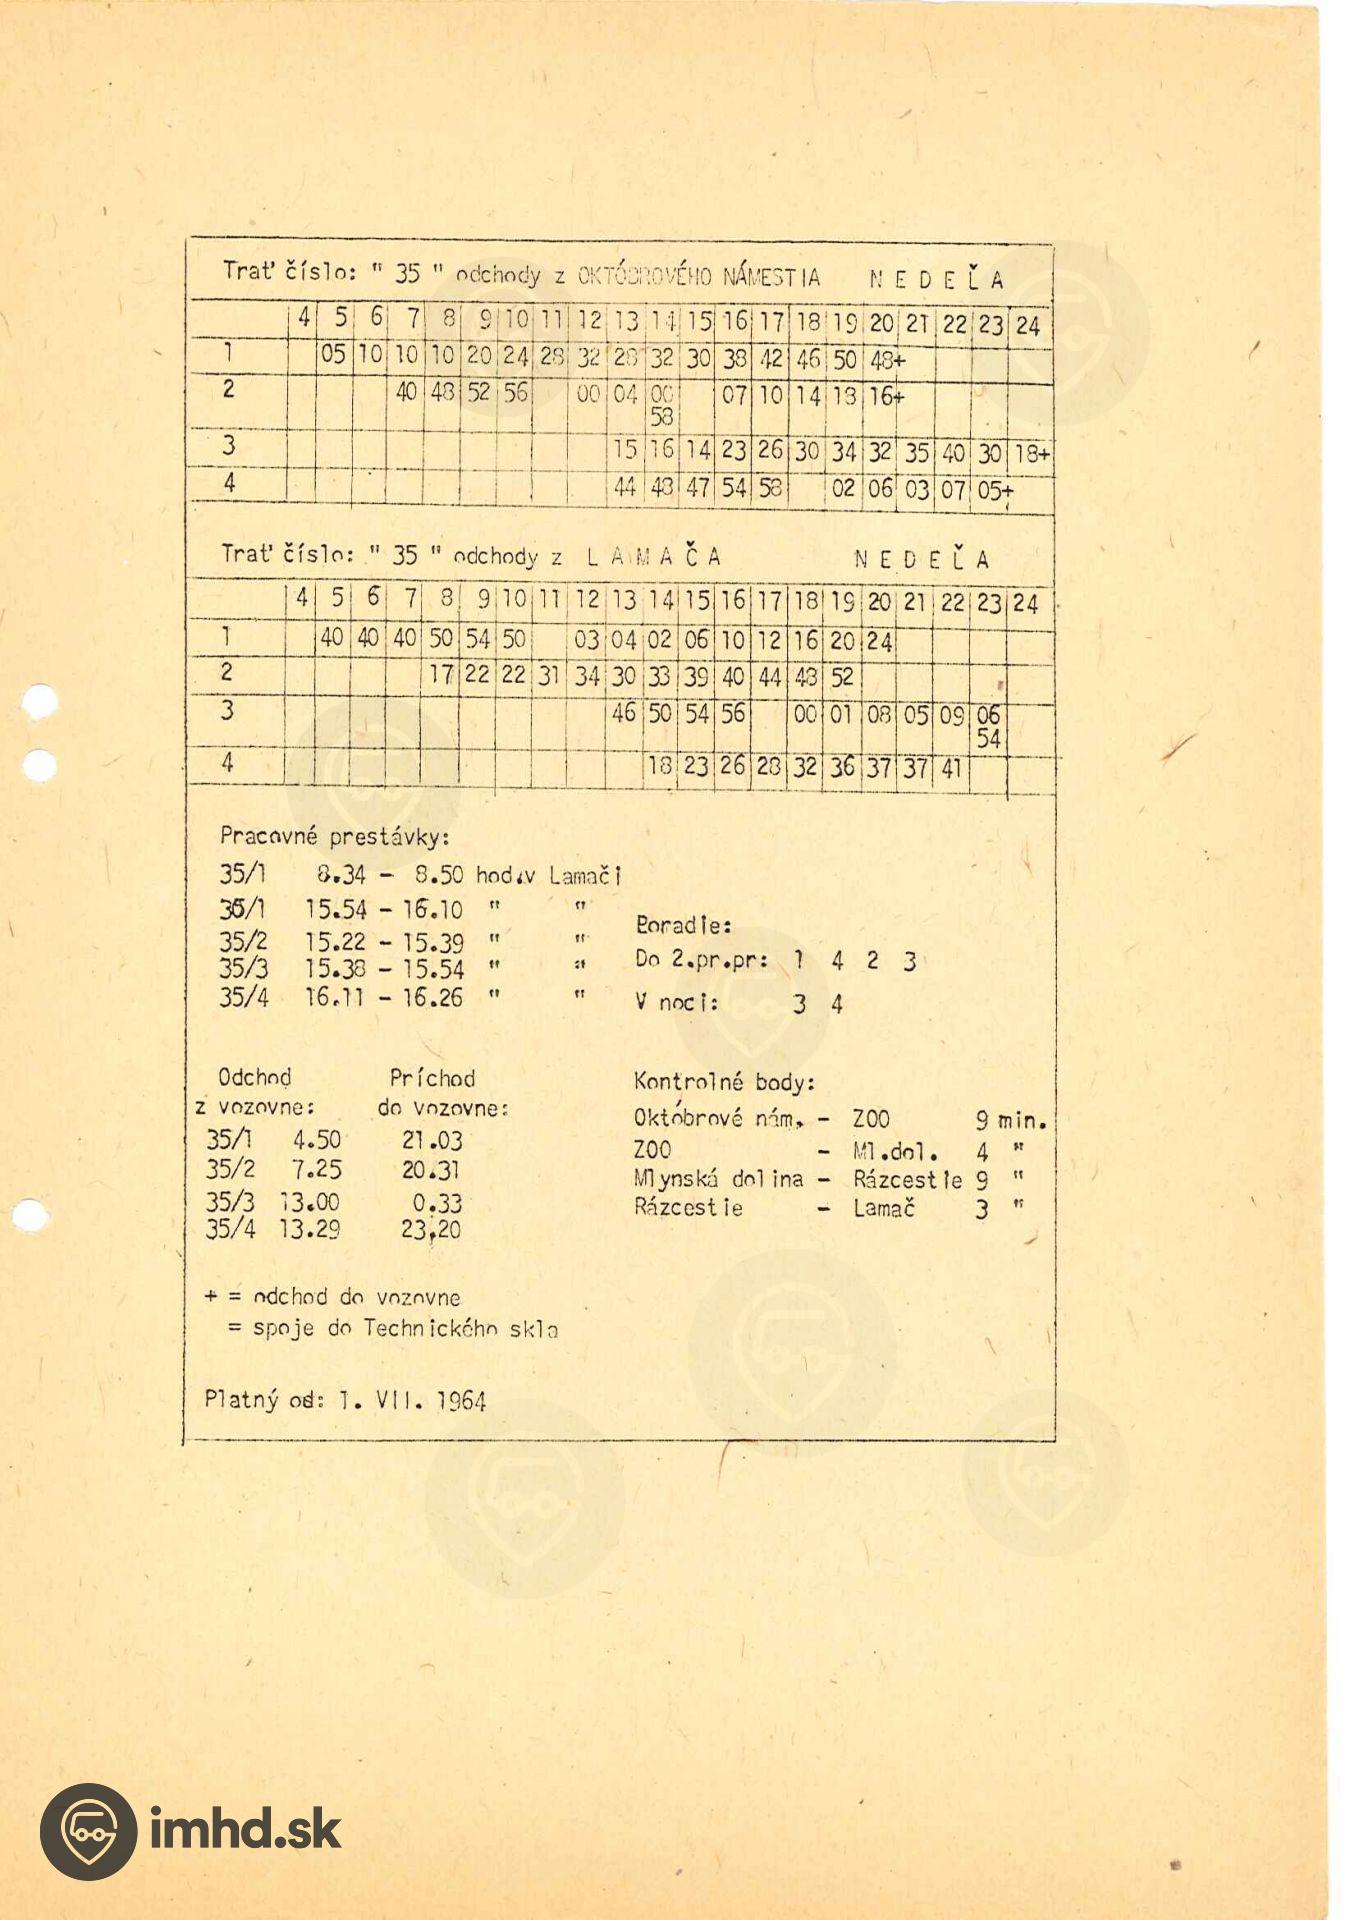 Trať číslo: " 35 " odchody z OKTÓBROVÉHO NÁMESTIA N E D E Ľ A
4 5 6 7 8 9 10 11 12 13 14 15 16 17 18 19 20 21 22 23 24
1 05 10 10 10 20 24 28 32 28 32 30 38 42 46 50 48+
2 40 48 52 56 00 04 00 07 10 14 18 16+
58
3 15 16 14 23 26 30 34 32 35 40 30 18+
4 44 48 47 54 58 02 06 03 07 05+
Trať číslo: " 35 " odchody z L A M A Č A N E D E Ľ A
4 5 6 7 8 9 10 11 12 13 14 15 16 17 18 19 20 21 22 23 24
1 40 40 40 50 54 50 03 04 02 06 10 12 16 20 24
2 17 22 22 31 34 30 33 39 40 44 48 52
3 46 50 54 56 00 01 08 05 09 06
54
4 18 23 26 28 32 36 37 37 41
Pracovné prestávky:
35/1 8.34 - 8.50 hod.v Lamači
35/1 15.54 - 16.10 " "
35/2 15.22 - 15.39 " "
35/3 15.38 - 15.54 " "
35/4 16.11 - 16.26 " "
Poradie:
Do 2.pr.pr: 1 4 2 3
V noci: 3 4
Odchod Príchod
z vozovne: do vozovne:
35/1 4.50 21.03
35/2 7.25 20.31
35/3 13.00 0.33
35/4 13.29 23.20
Kontrolné body:
Októbrové nám. - ZOO 9 min.
ZOO - Ml.dol. 4 "
Mlynská dolina - Rázcestie 9 "
Rázcestie - Lamač 3 "
+ = odchod do vozovne
= spoje do Technického skla
Platný od: 1. VII. 1964
imhd.sk